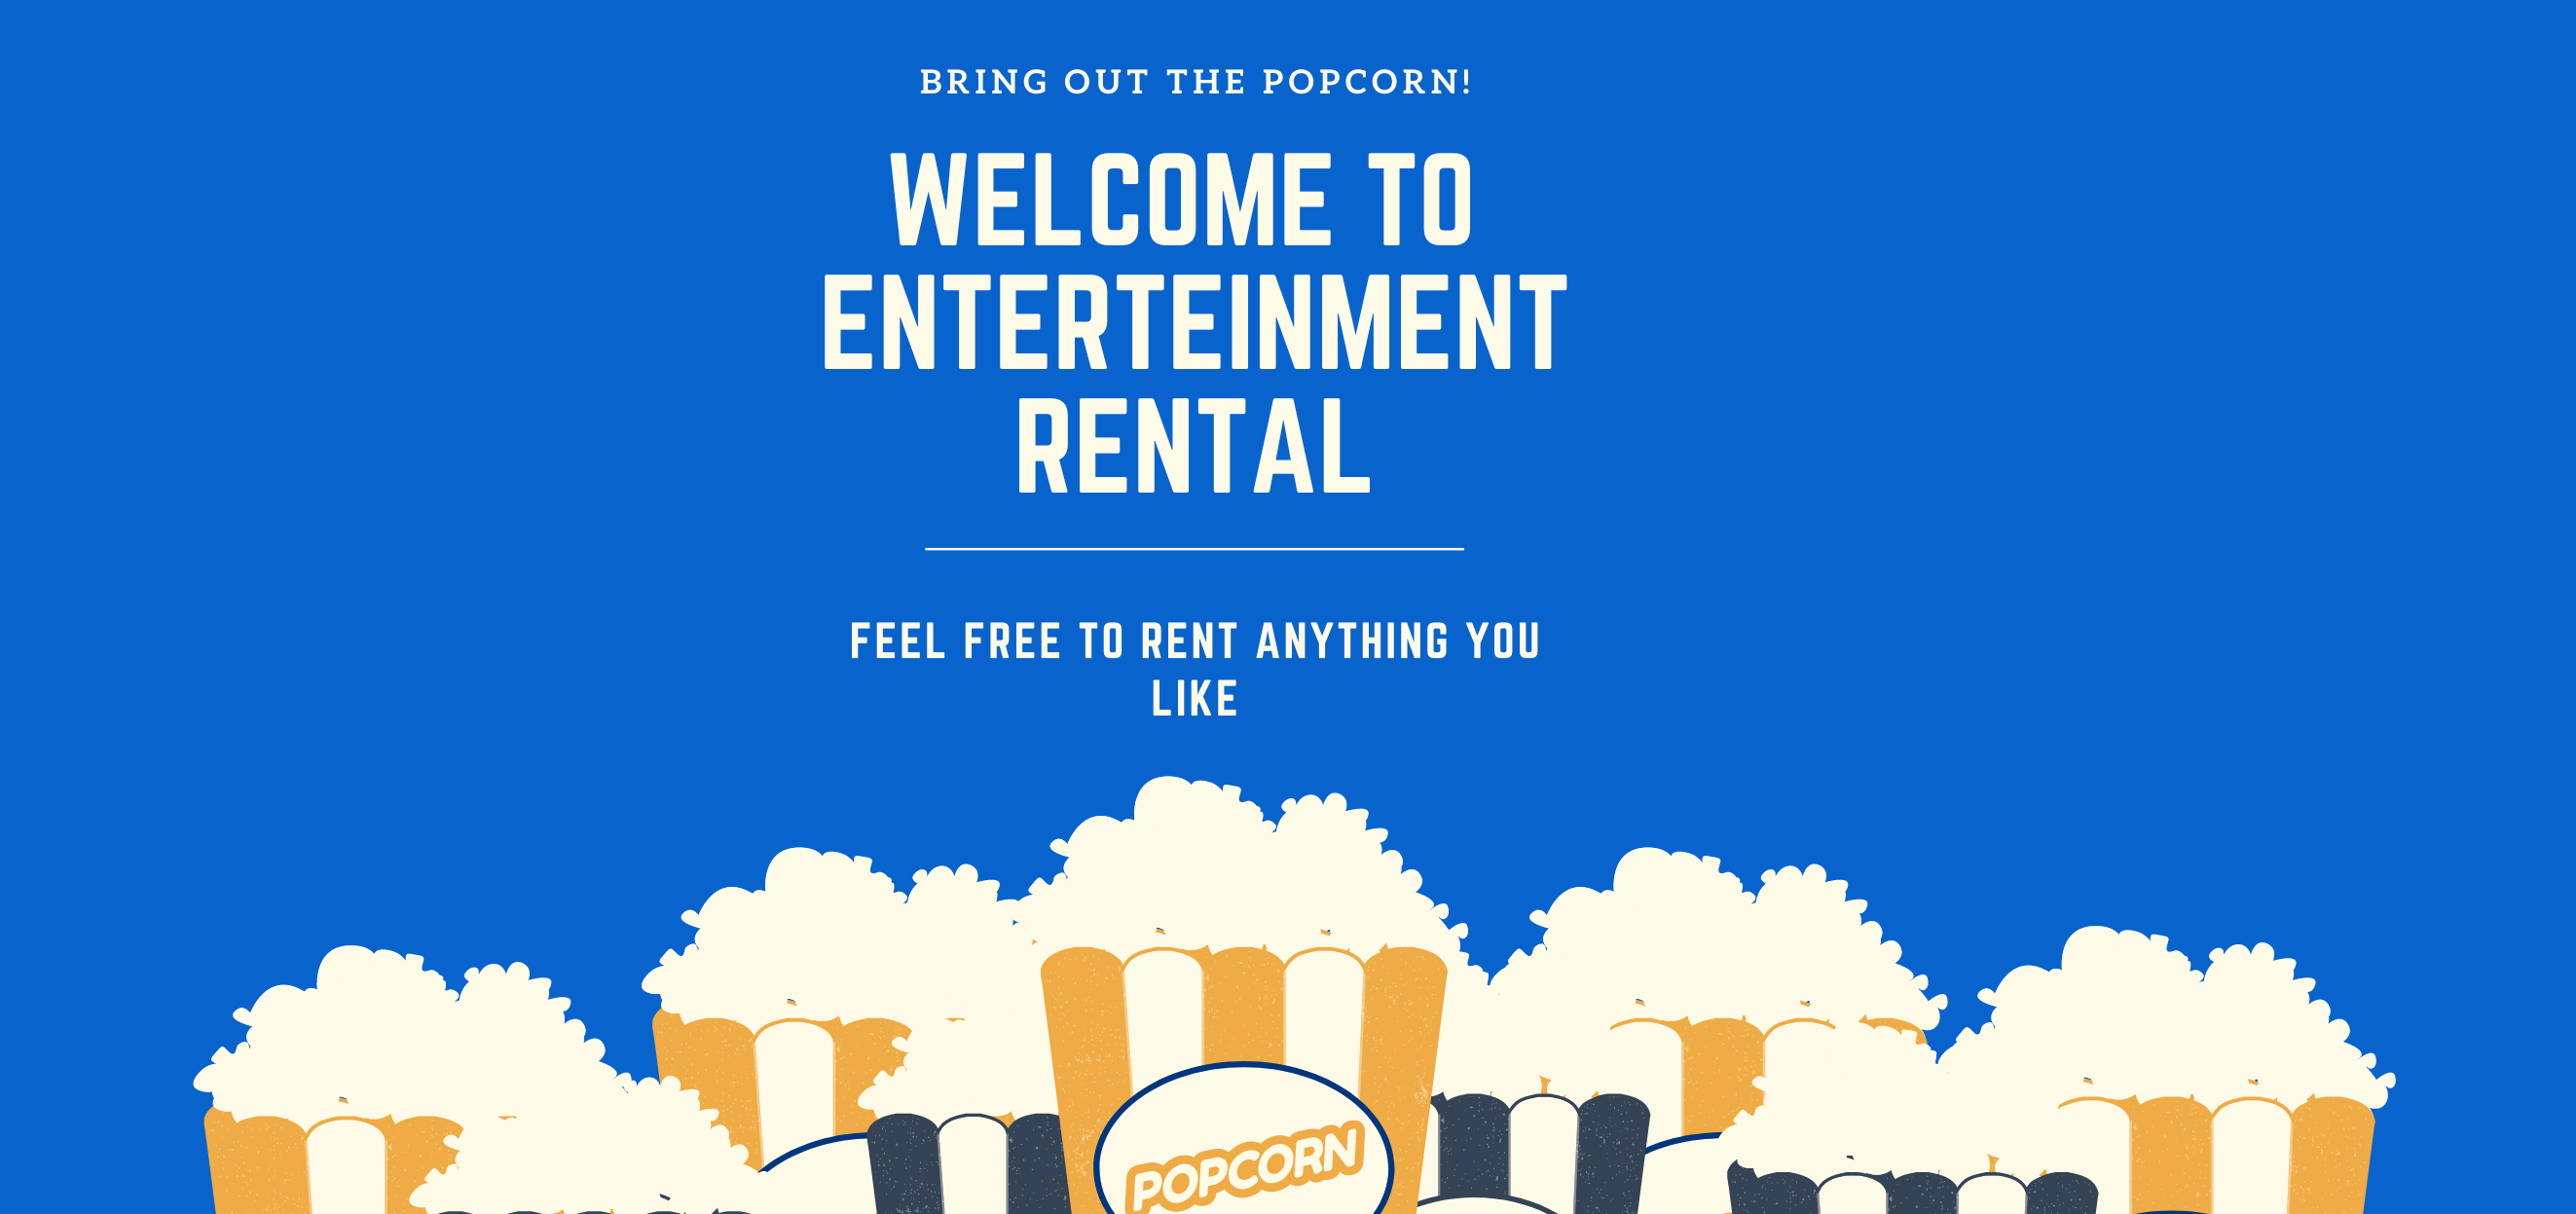 BRING OUT THE POPCORN!
WELCOME TO
ENTERTEINMENT
RENTAL
FEEL FREE TO RENT ANYTHING YOU
LIKE
POPCORN